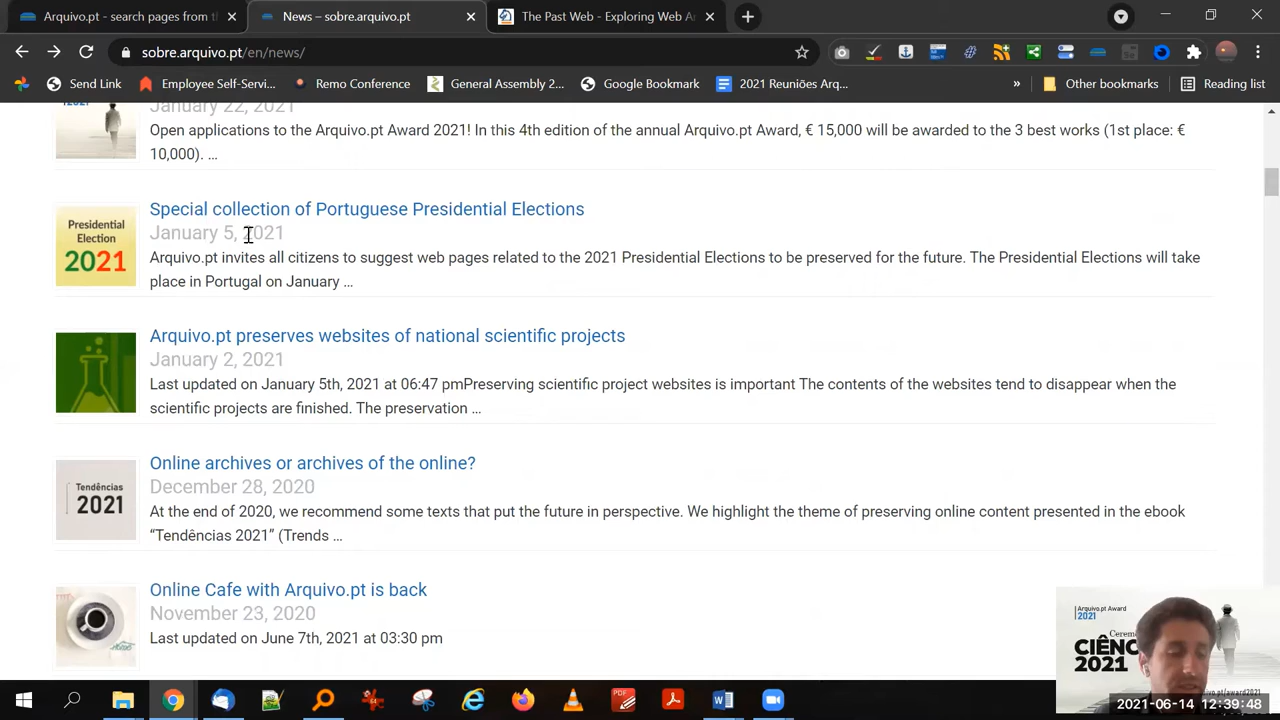 Arquivo.pt - search pages from t
News – sobre.arquivo.pt
The Past Web - Exploring Web A
sobre.arquivo.pt/en/news/
Send Link
Employee Self-Servi...
Remo Conference
General Assembly 2...
Google Bookmark
2021 Reuniões Arq...
»
Other bookmarks
Reading list
January 22, 2021
Open applications to the Arquivo.pt Award 2021! In this 4th edition of the annual Arquivo.pt Award, € 15,000 will be awarded to the 3 best works (1st place: €
10,000). ...
Presidential
Election
2021
Special collection of Portuguese Presidential Elections
January 5, 2021
Arquivo.pt invites all citizens to suggest web pages related to the 2021 Presidential Elections to be preserved for the future. The Presidential Elections will take
place in Portugal on January ...
Arquivo.pt preserves websites of national scientific projects
January 2, 2021
Last updated on January 5th, 2021 at 06:47 pmPreserving scientific project websites is important The contents of the websites tend to disappear when the
scientific projects are finished. The preservation ...
Tendências
2021
Online archives or archives of the online?
December 28, 2020
At the end of 2020, we recommend some texts that put the future in perspective. We highlight the theme of preserving online content presented in the ebook
“Tendências 2021” (Trends ...
Online Cafe with Arquivo.pt is back
November 23, 2020
Last updated on June 7th, 2021 at 03:30 pm
Arquivo.pt Award
2021
Cerem
CIÊNC
2021
vo.pt/award2021
2021-06-14 12:39:48
PDF